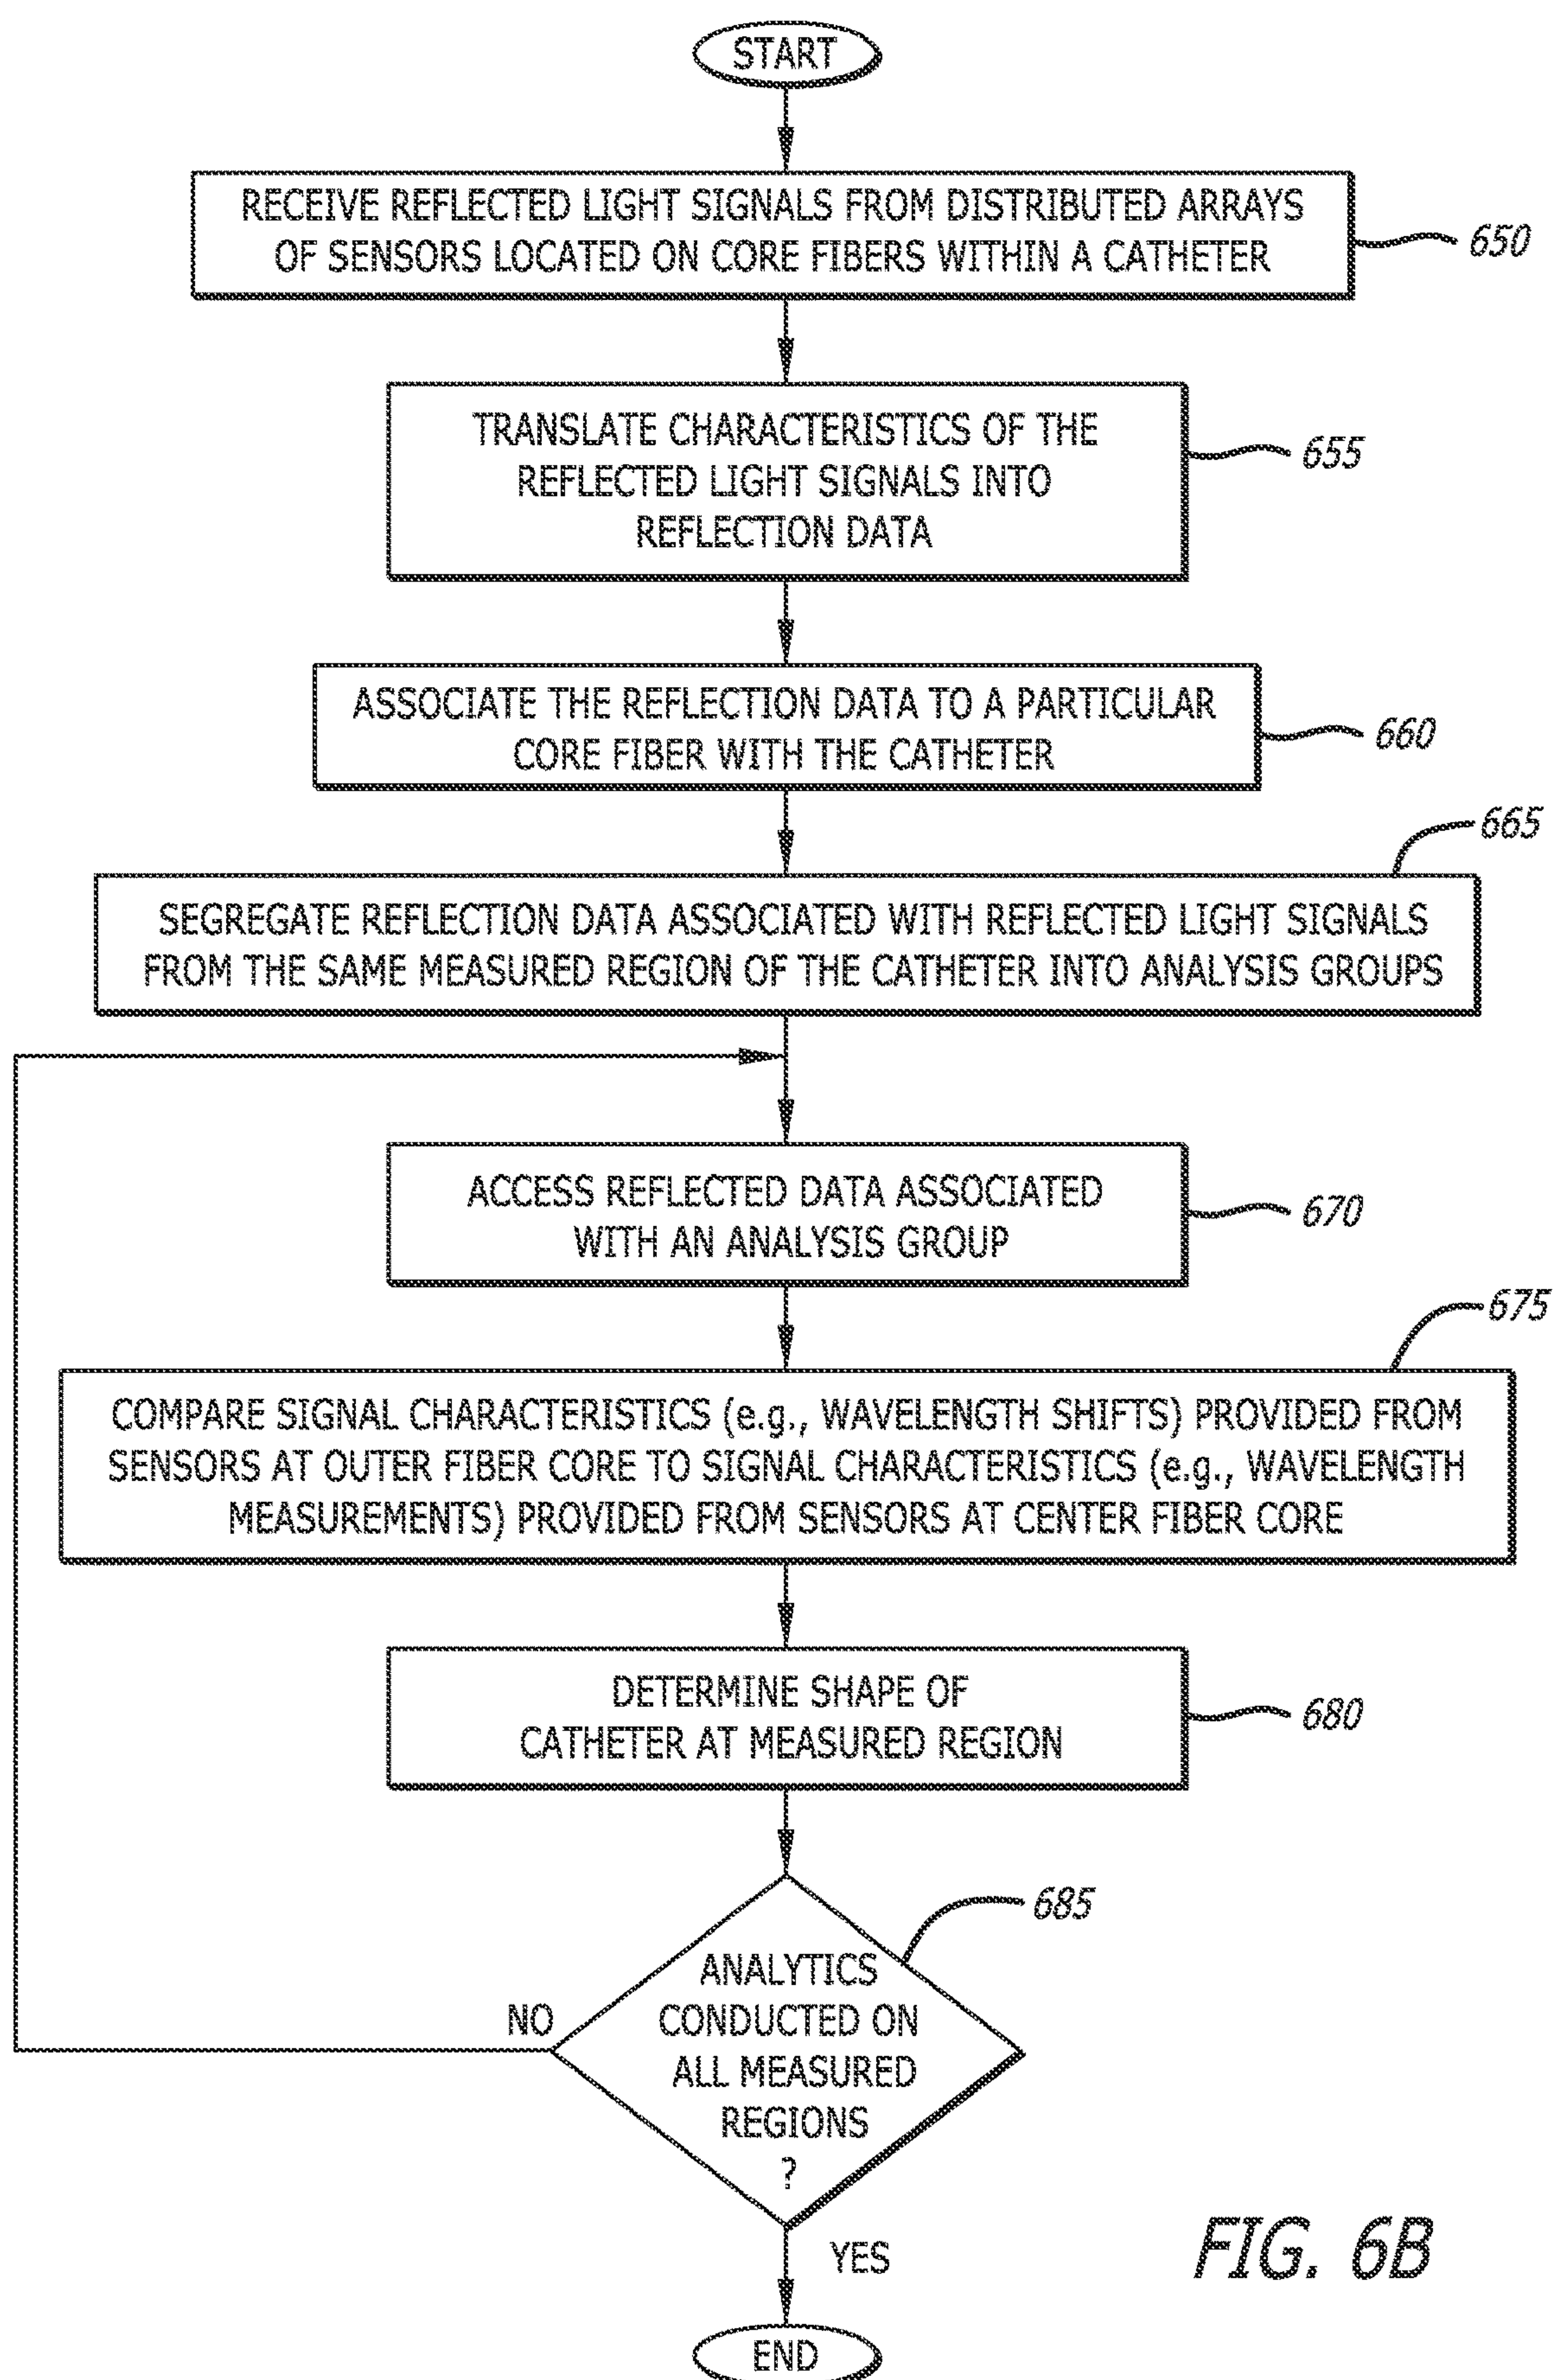 START
RECEIVE REFLECTED LIGHT SIGNALS FROM DISTRIBUTED ARRAYS
OF SENSORS LOCATED ON CORE FIBERS WITHIN A CATHETER
650
TRANSLATE CHARACTERISTICS OF THE
REFLECTED LIGHT SIGNALS INTO
REFLECTION DATA
655
ASSOCIATE THE REFLECTION DATA TO A PARTICULAR
CORE FIBER WITH THE CATHETER
660
665
SEGREGATE REFLECTION DATA ASSOCIATED WITH REFLECTED LIGHT SIGNALS
FROM THE SAME MEASURED REGION OF THE CATHETER INTO ANALYSIS GROUPS
ACCESS REFLECTED DATA ASSOCIATED
WITH AN ANALYSIS GROUP
670
675
COMPARE SIGNAL CHARACTERISTICS (e.g., WAVELENGTH SHIFTS) PROVIDED FROM
SENSORS AT OUTER FIBER CORE TO SIGNAL CHARACTERISTICS (e.g., WAVELENGTH
MEASUREMENTS) PROVIDED FROM SENSORS AT CENTER FIBER CORE
DETERMINE SHAPE OF
CATHETER AT MEASURED REGION
680
685
ANALYTICS
CONDUCTED ON
ALL MEASURED
REGIONS
?
NO
YES
END
FIG. 6B